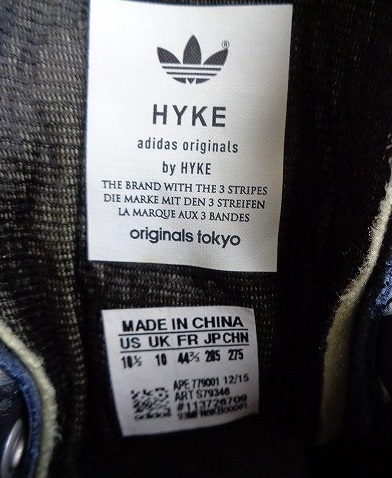 ®
HYKE
adidas originals
by HYKE
THE BRAND WITH THE 3 STRIPES
DIE MARKE MIT DEN 3 STREIFEN
LA MARQUE AUX 3 BANDES
originals tokyo
MADE IN CHINA
US UK FR JP CHN
10½ 10 44⅔ 285 275
APE 779001 12/15
ART S79346
#113726709
adidas